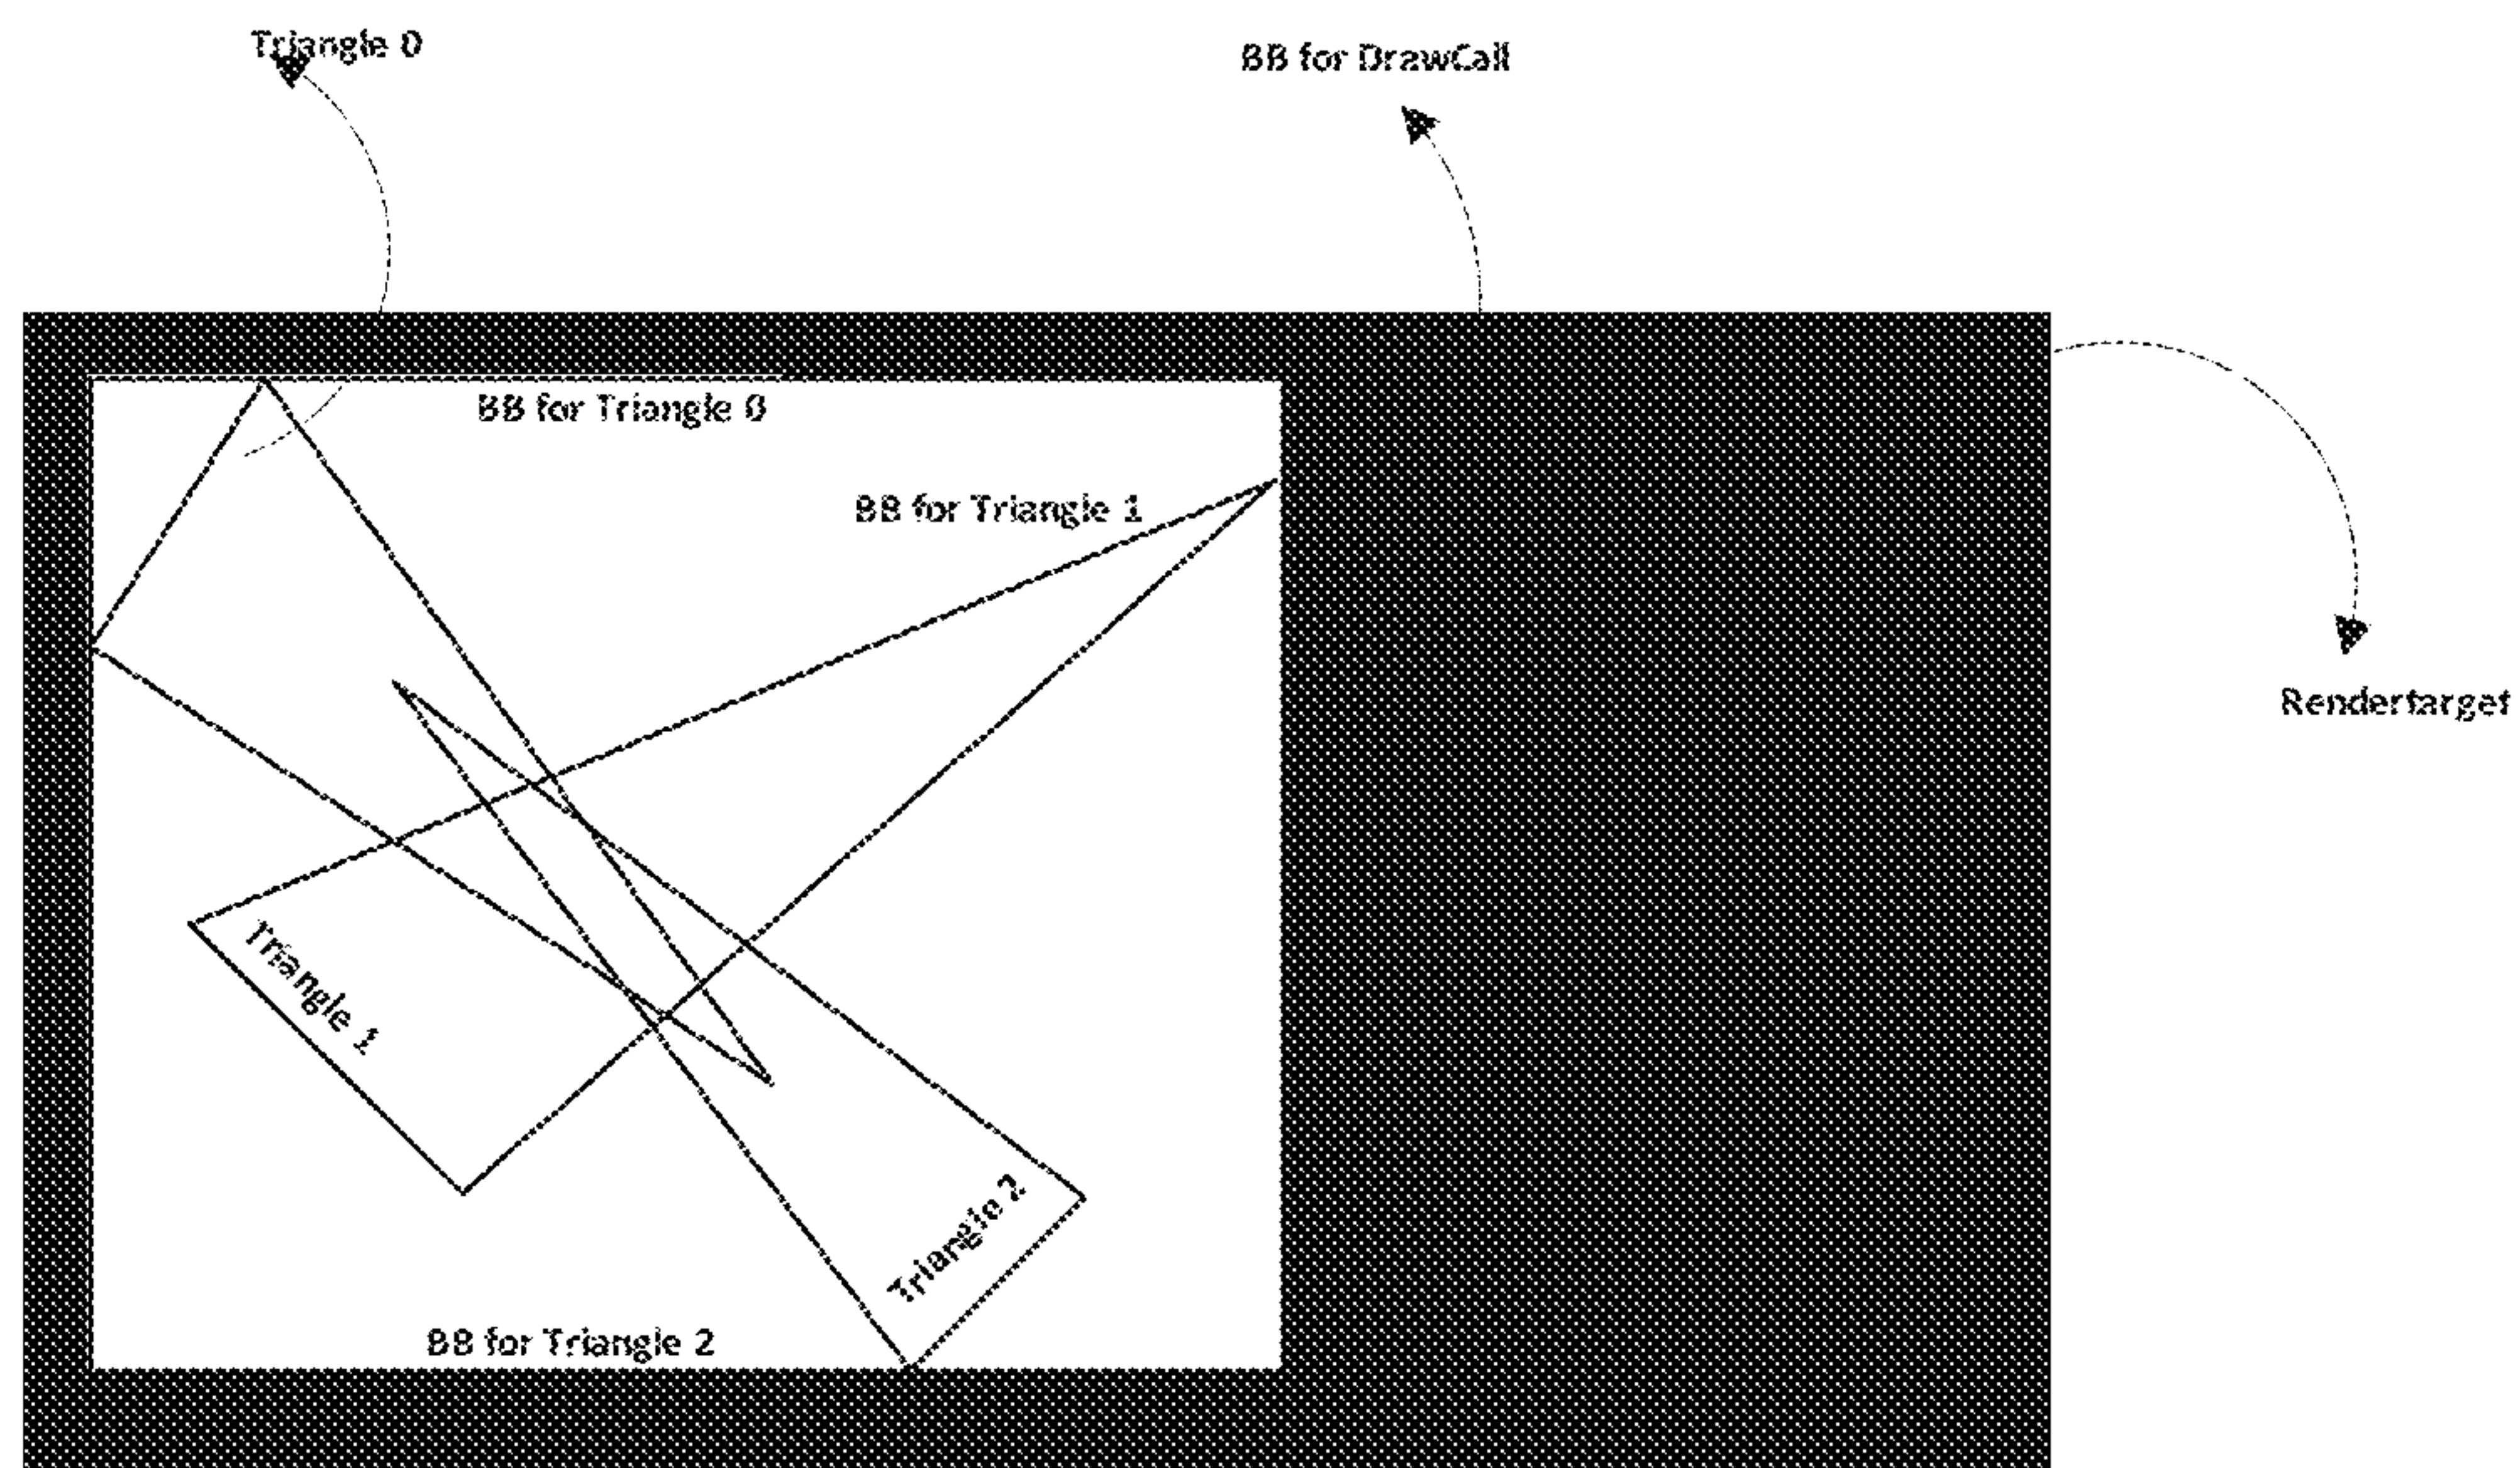 Triangle 0
BB for DrawCall
BB for Triangle 0
BB for Triangle 1
Rendertarget
Triangle 1
Triangle 2
BB for Triangle 2